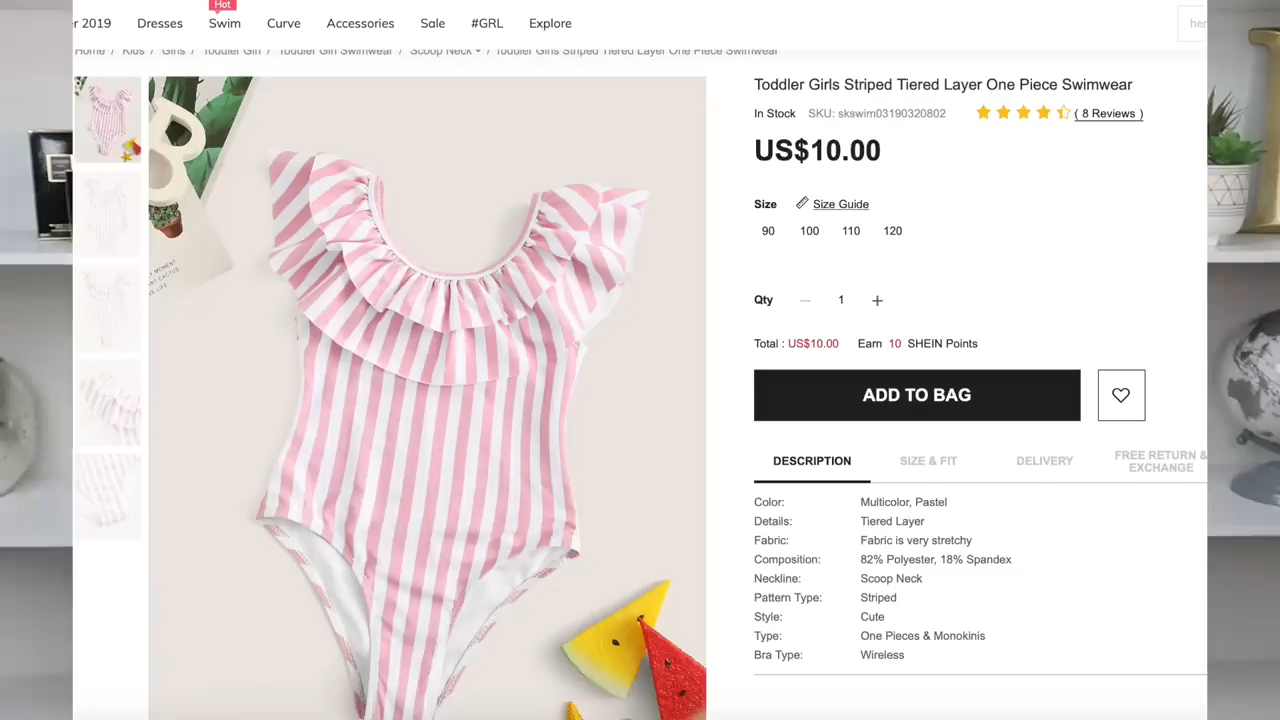 Hot
r 2019 Dresses Swim Curve Accessories Sale #GRL Explore
her
Home / Kids / Girls / Toddler Girl / Toddler Girl Swimwear / Scoop Neck / Toddler Girls Striped Tiered Layer One Piece Swimwear
B
Toddler Girls Striped Tiered Layer One Piece Swimwear
In Stock SKU: skswim03190320802 ( 8 Reviews )
US$10.00
Size Size Guide
90 100 110 120
Qty — 1 +
Total : US$10.00 Earn 10 SHEIN Points
ADD TO BAG
DESCRIPTION SIZE & FIT DELIVERY FREE RETURN & EXCHANGE
Color: Multicolor, Pastel
Details: Tiered Layer
Fabric: Fabric is very stretchy
Composition: 82% Polyester, 18% Spandex
Neckline: Scoop Neck
Pattern Type: Striped
Style: Cute
Type: One Pieces & Monokinis
Bra Type: Wireless